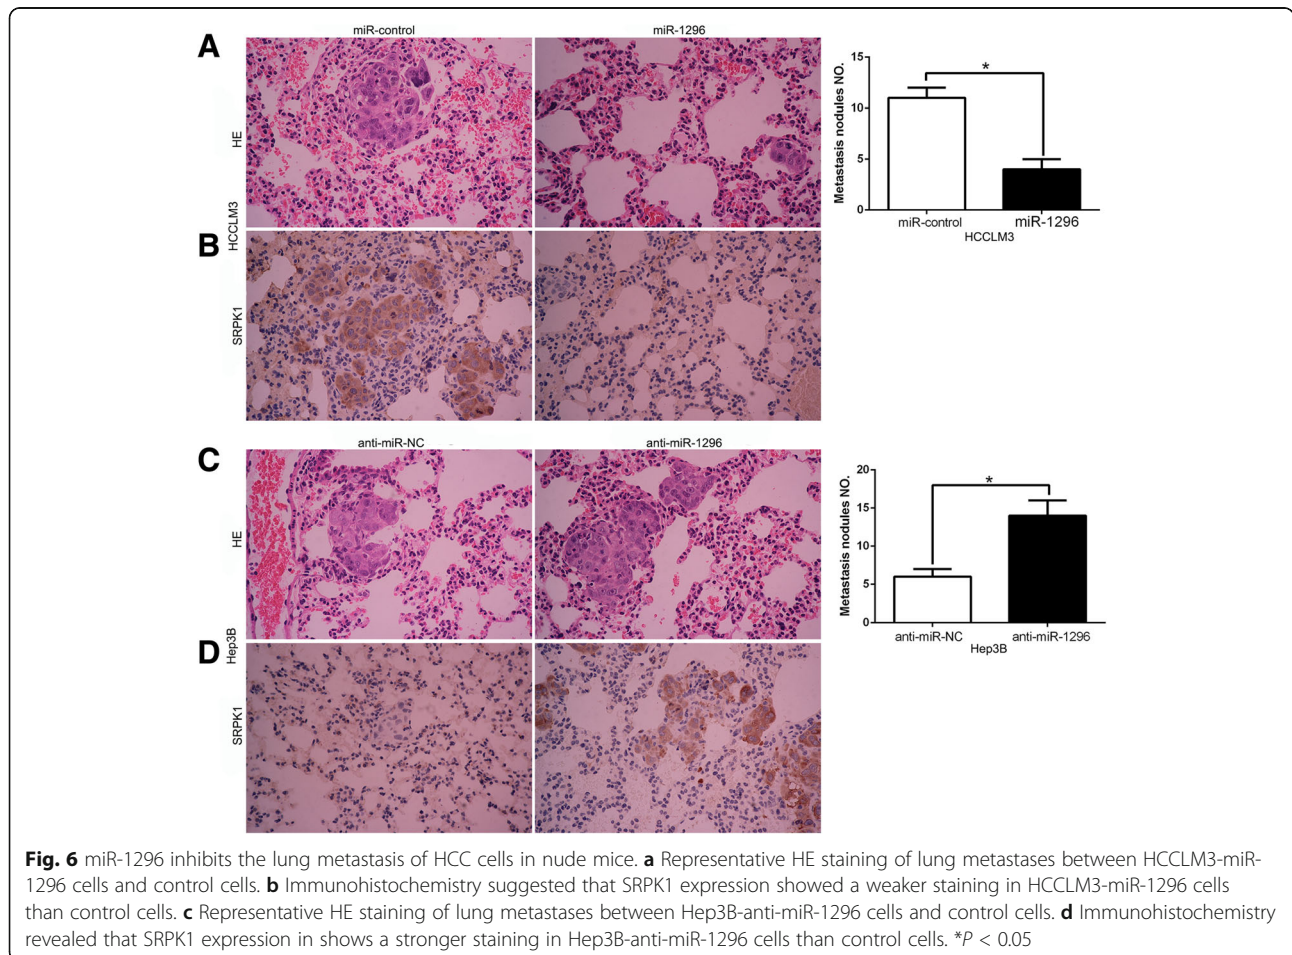 A
miR-control
miR-1296
HE
HCCLM3
B
SRPK1
15
10
5
0
Metastasis nodules NO.
*
miR-control
miR-1296
HCCLM3
anti-miR-NC
anti-miR-1296
C
HE
Hep3B
D
SRPK1
20
15
10
5
0
Metastasis nodules NO.
*
anti-miR-NC
anti-miR-1296
Hep3B
Fig. 6 miR-1296 inhibits the lung metastasis of HCC cells in nude mice. a Representative HE staining of lung metastases between HCCLM3-miR-
1296 cells and control cells. b Immunohistochemistry suggested that SRPK1 expression showed a weaker staining in HCCLM3-miR-1296 cells
than control cells. c Representative HE staining of lung metastases between Hep3B-anti-miR-1296 cells and control cells. d Immunohistochemistry
revealed that SRPK1 expression in shows a stronger staining in Hep3B-anti-miR-1296 cells than control cells. *P < 0.05